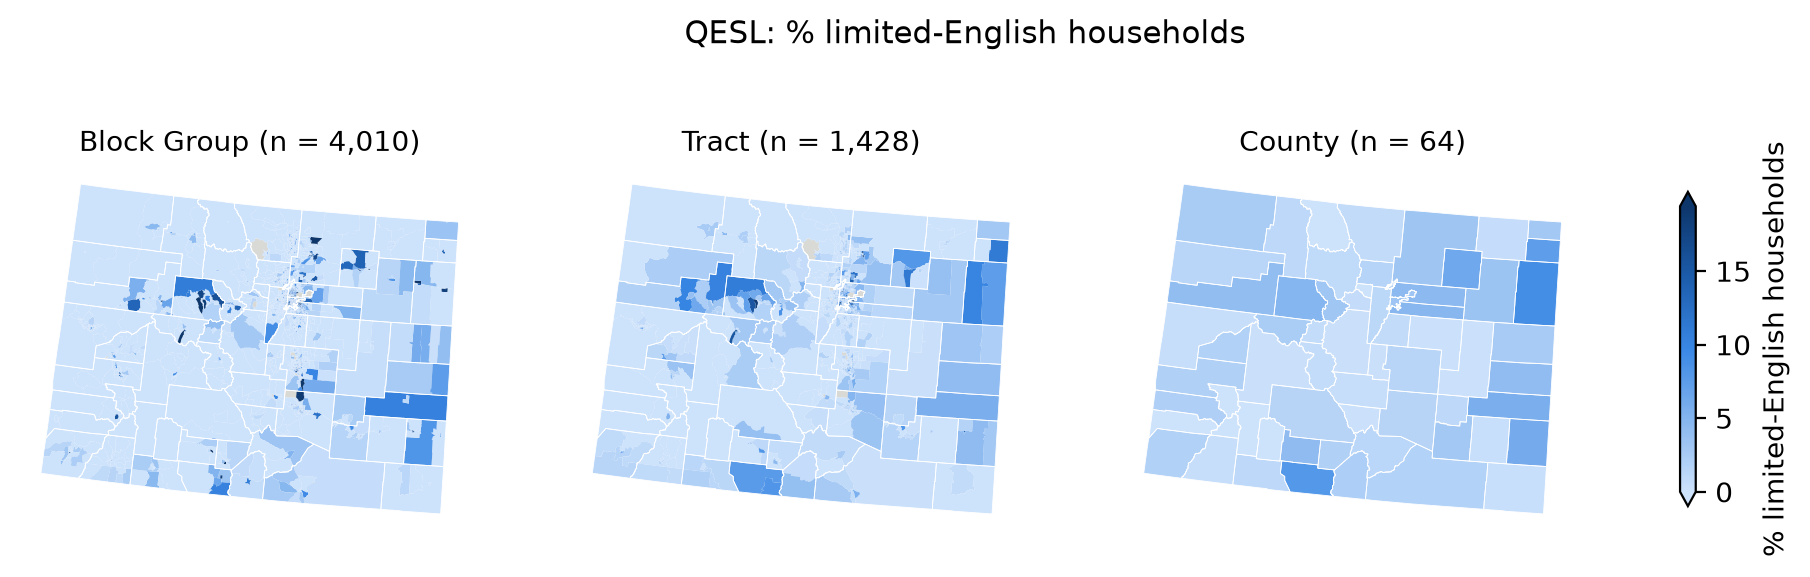 QESL: % limited-English households
Block Group (n = 4,010)
Tract (n = 1,428)
County (n = 64)
15
10
5
0
% limited-English households